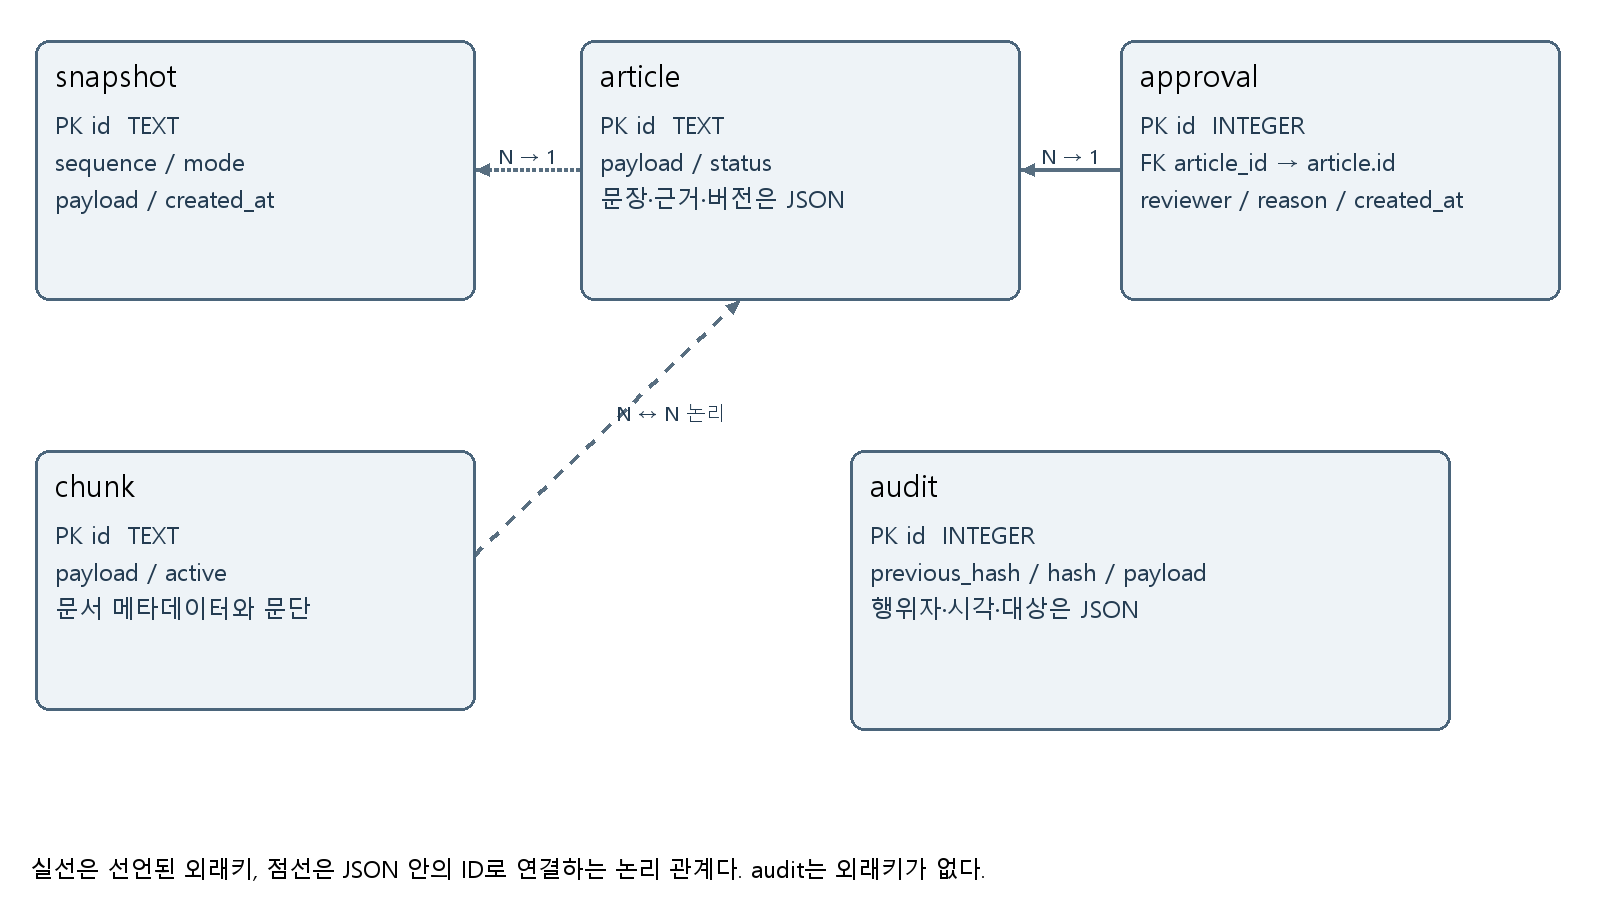 snapshot
PK id TEXT
sequence / mode
payload / created_at
N → 1
article
PK id TEXT
payload / status
문장·근거·버전은 JSON
N → 1
approval
PK id INTEGER
FK article_id → article.id
reviewer / reason / created_at
N ↔ N 논리
chunk
PK id TEXT
payload / active
문서 메타데이터와 문단
audit
PK id INTEGER
previous_hash / hash / payload
행위자·시각·대상은 JSON
실선은 선언된 외래키, 점선은 JSON 안의 ID로 연결하는 논리 관계다. audit는 외래키가 없다.